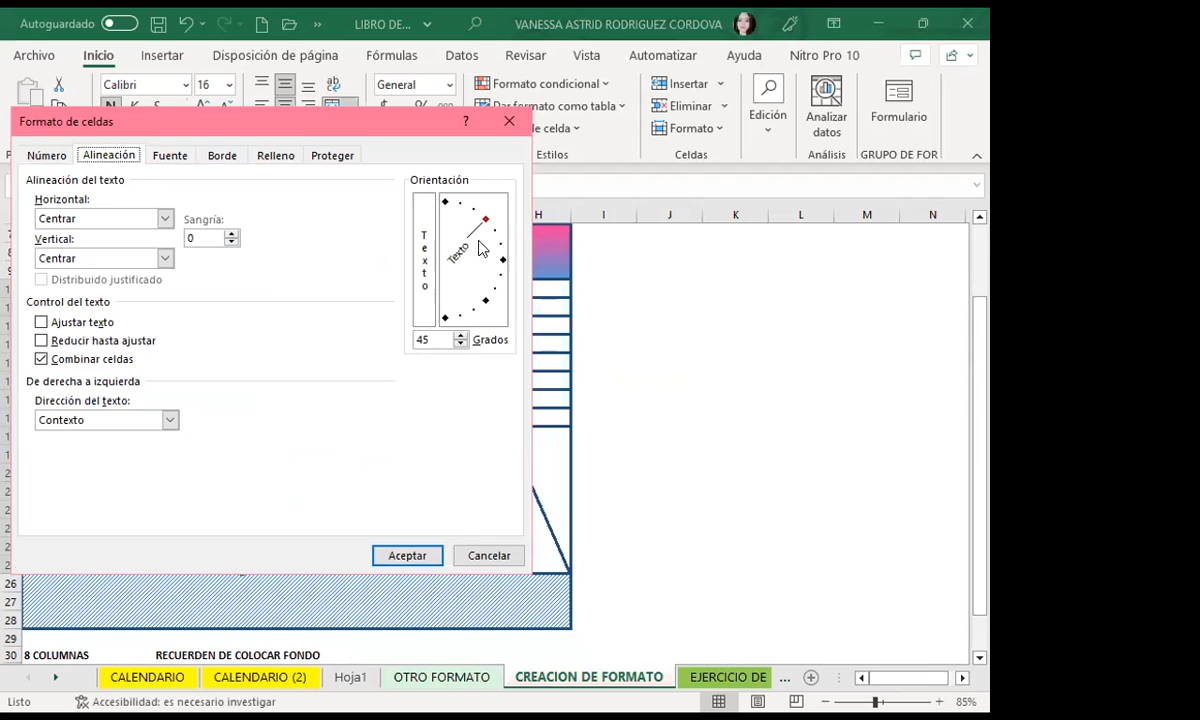 Autoguardado
LIBRO DE...
VANESSA ASTRID RODRIGUEZ CORDOVA
Archivo Inicio Insertar Disposición de página Fórmulas Datos Revisar Vista Automatizar Ayuda Nitro Pro 10
Calibri 16 General Formato condicional Insertar
Dar formato como tabla Eliminar Edición Analizar datos Formulario
de celda Formato
Estilos Celdas Análisis GRUPO DE FOR
Formato de celdas
Número Alineación Fuente Borde Relleno Proteger
Alineación del texto
Horizontal:
Centrar
Sangría:
0
Vertical:
Centrar
Distribuido justificado
Control del texto
Ajustar texto
Reducir hasta ajustar
Combinar celdas
De derecha a izquierda
Dirección del texto:
Contexto
Orientación
Texto
Texto
45 Grados
Aceptar Cancelar
H I J K L M N
26
27
28
29
30 8 COLUMNAS RECUERDEN DE COLOCAR FONDO
CALENDARIO CALENDARIO (2) Hoja1 OTRO FORMATO CREACION DE FORMATO EJERCICIO DE ...
Listo Accesibilidad: es necesario investigar 85%